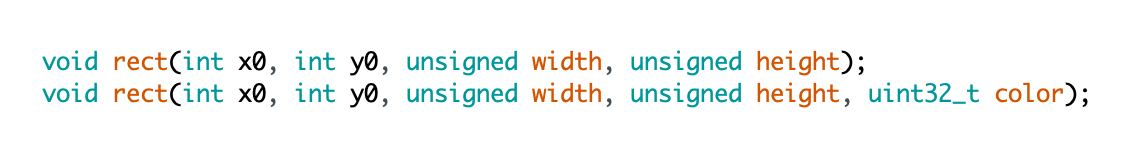 void rect(int x0, int y0, unsigned width, unsigned height);
void rect(int x0, int y0, unsigned width, unsigned height, uint32_t color);